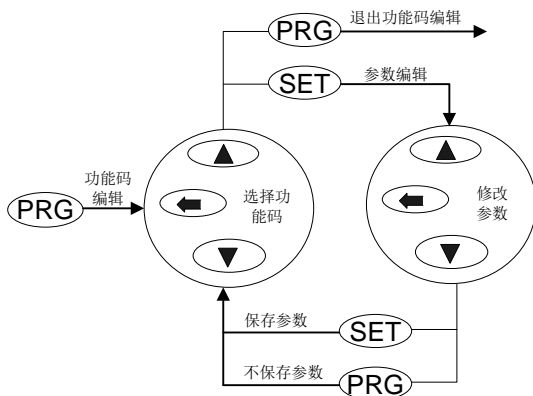 PRG
退出功能码编辑
SET
参数编辑
功能码
编辑
PRG
选择功
能码
修改
参数
保存参数
SET
不保存参数
PRG